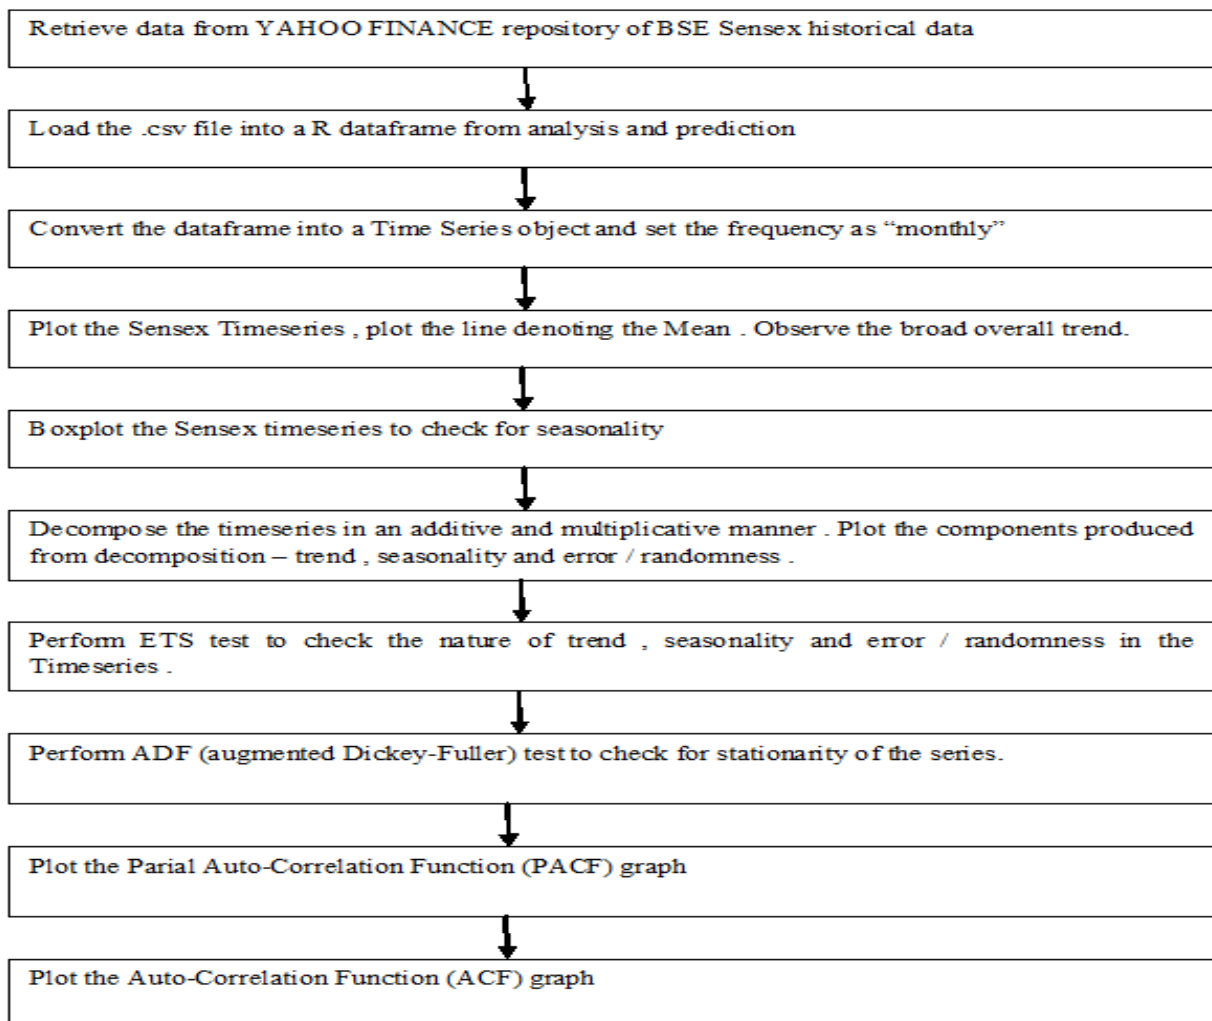 Retrieve data from YAHOO FINANCE repository of BSE Sensex historical data
Load the .csv file into a R dataframe from analysis and prediction
Convert the dataframe into a Time Series object and set the frequency as “monthly”
Plot the Sensex Timeseries , plot the line denoting the Mean . Observe the broad overall trend.
Boxplot the Sensex timeseries to check for seasonality
Decompose the timeseries in an additive and multiplicative manner . Plot the components produced
from decomposition – trend , seasonality and error / randomness .
Perform ETS test to check the nature of trend , seasonality and error / randomness in the
Timeseries .
Perform ADF (augmented Dickey-Fuller) test to check for stationarity of the series.
Plot the Parial Auto-Correlation Function (PACF) graph
Plot the Auto-Correlation Function (ACF) graph